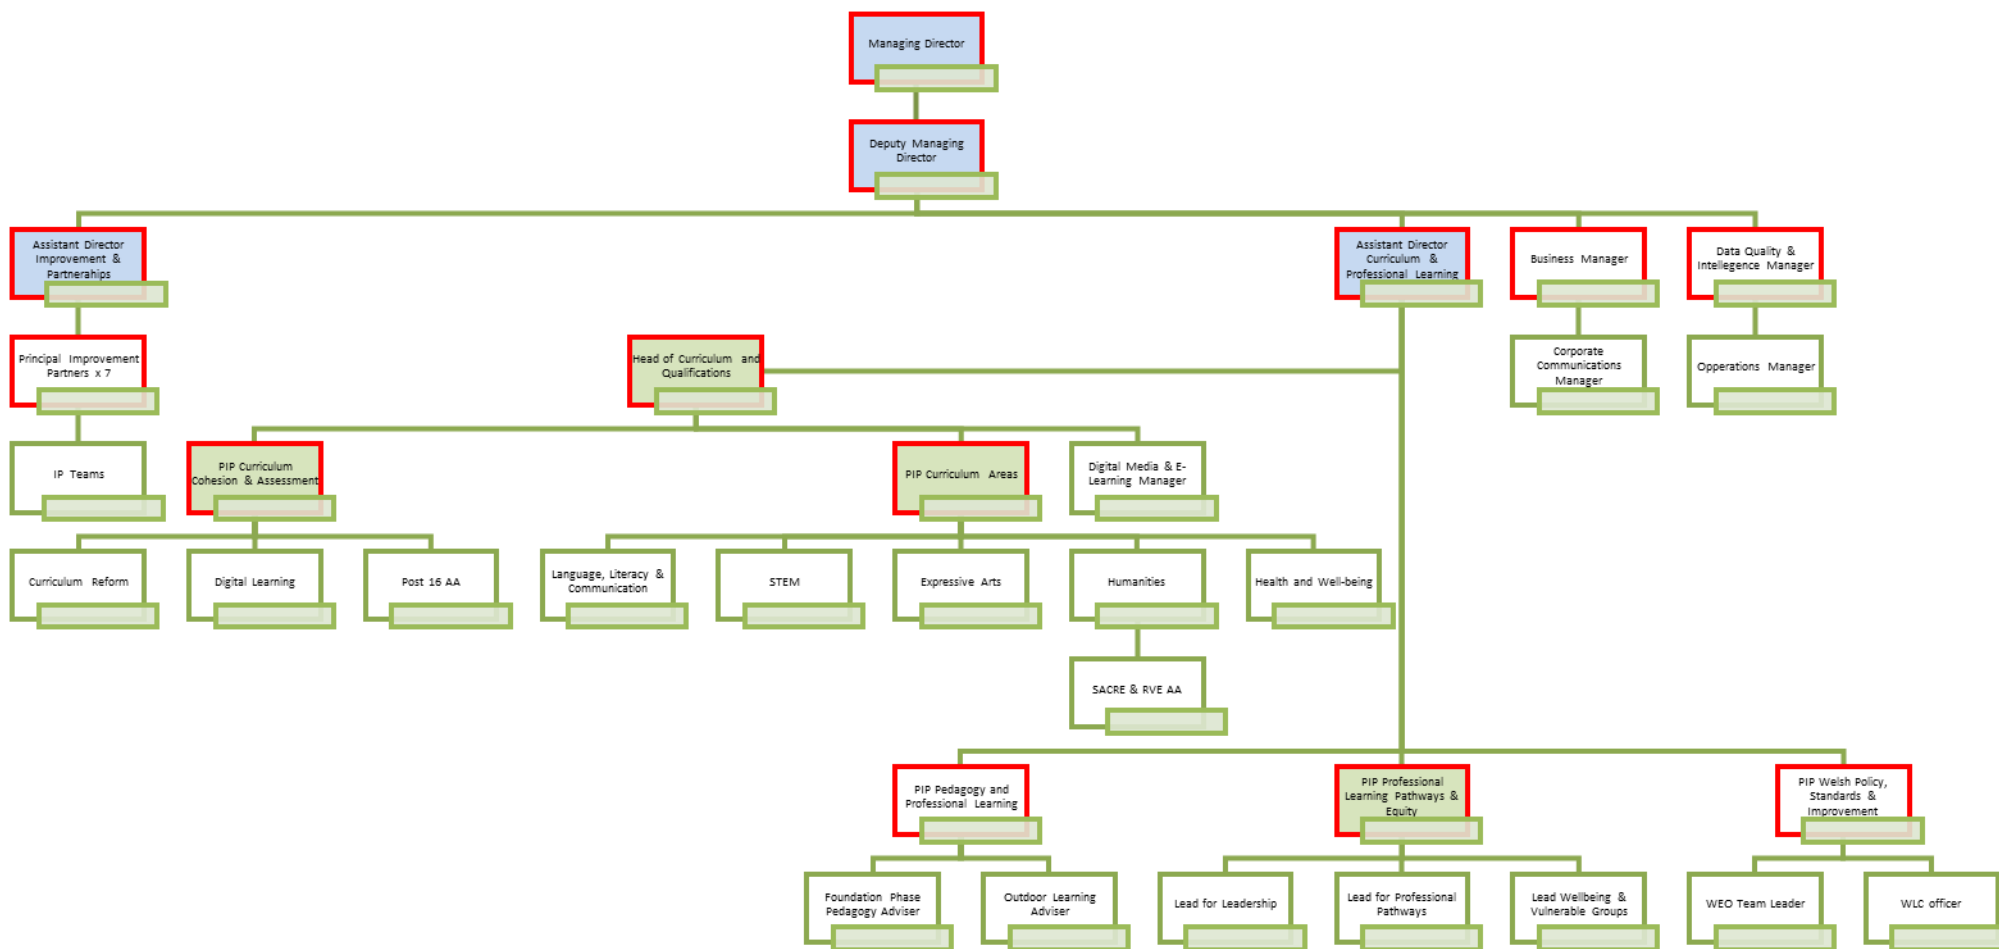 Managing Director
Deputy Managing
Director
Assistant Director
Improvement &
Partnerahips
Assistant Director
Curriculum &
Professional Learning
Business Manager
Data Quality &
Intellegence Manager
Principal Improvement
Partners x 7
Head of Curriculum and
Qualifications
Corporate
Communications
Manager
Opperations Manager
IP Teams
PIP Curriculum
Cohesion & Assessment
PIP Curriculum Areas
Digital Media & E-
Learning Manager
Curriculum Reform
Digital Learning
Post 16 AA
Language, Literacy &
Communication
STEM
Expressive Arts
Humanities
Health and Well-being
SACRE & RVE AA
PIP Pedagogy and
Professional Learning
PIP Professional
Learning Pathways &
Equity
PIP Welsh Policy,
Standards &
Improvement
Foundation Phase
Pedagogy Adviser
Outdoor Learning
Adviser
Lead for Leadership
Lead for Professional
Pathways
Lead Wellbeing &
Vulnerable Groups
WEO Team Leader
WLC officer